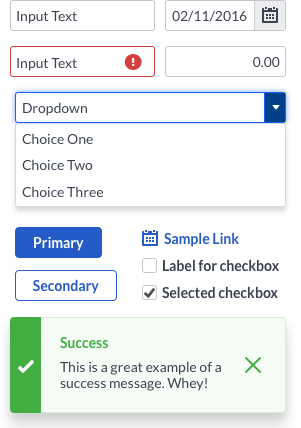 Input Text
02/11/2016
Input Text
0.00
Dropdown
Choice One
Choice Two
Choice Three
Primary
Sample Link
Label for checkbox
Secondary
Selected checkbox
Success
This is a great example of a
success message. Whey!